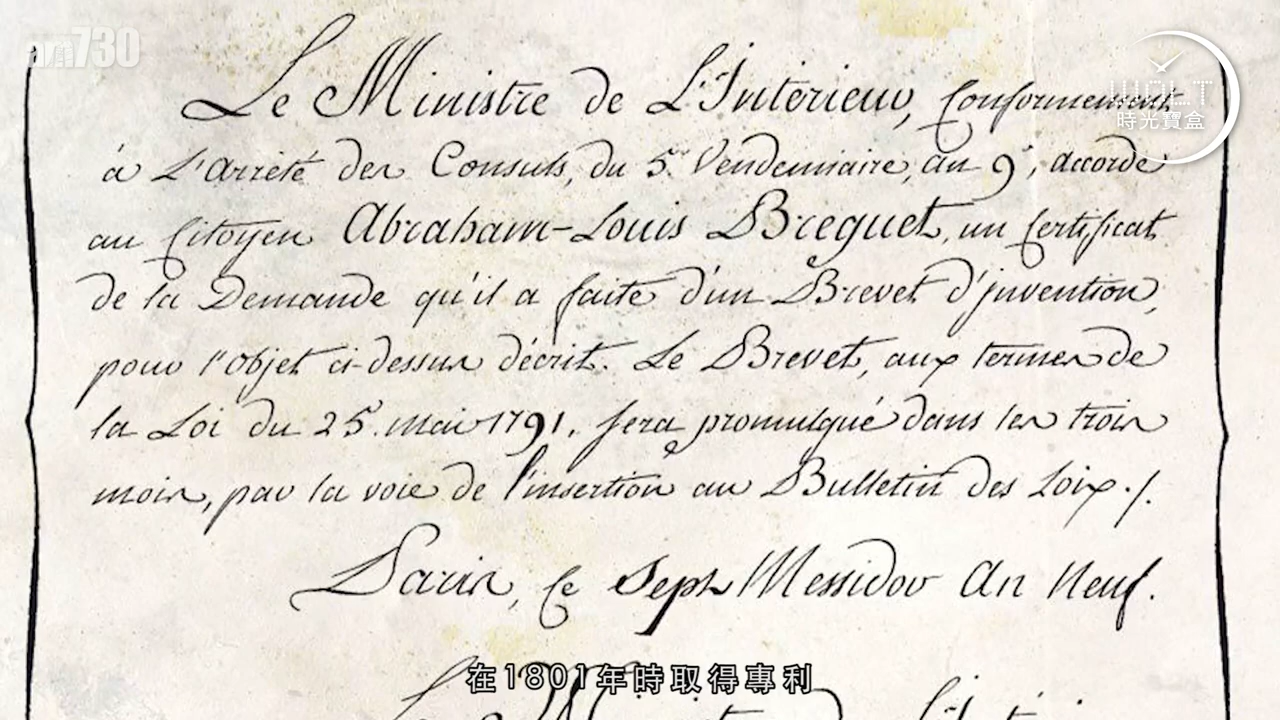 am730
WOLT
時光寶盒
Le Ministre de L'Intérieur, Conformement
à L'Arrêté des Consuls, du 5. Vendemiaire, an 9, accorde
au Citoyen Abraham-Louis Breguet, un Certificat
de la Demande qu'il a faite d'un Brevet d'invention,
pour l'Objet ci-dessus décrit. Le Brevet, aux termes de
la Loi du 25. mai 1791. sera promulgué dans les trois
mois, par la voie de l'insertion au Bulletin des Loix ./.
Paris, Ce Sept Messidor An Neuf.
在1801年時取得專利